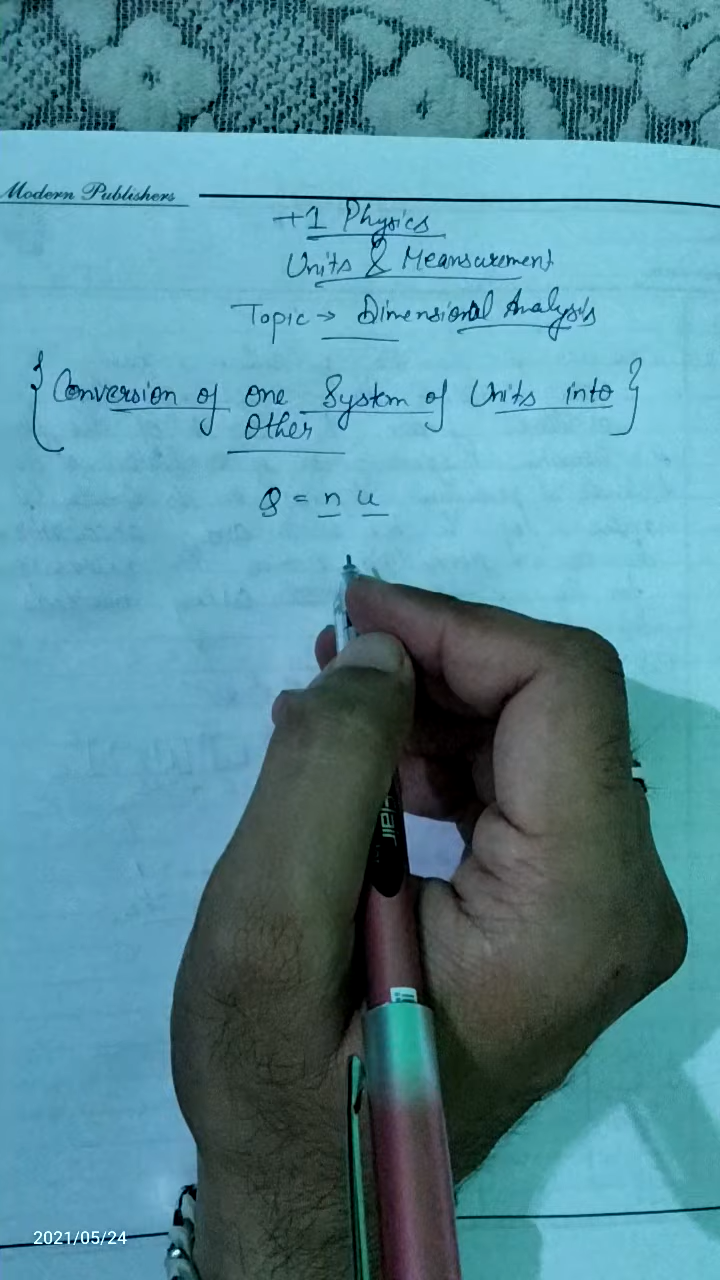 Modern Publishers
+1 Physics
Units & Meansurement
Topic → Dimensional Analysis
{ Conversion of one System of Units into }
Other
Q = n u
2021/05/24